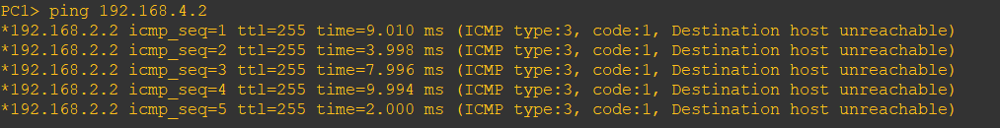 PC1> ping 192.168.4.2
*192.168.2.2 icmp_seq=1 ttl=255 time=9.010 ms (ICMP type:3, code:1, Destination host unreachable)
*192.168.2.2 icmp_seq=2 ttl=255 time=3.998 ms (ICMP type:3, code:1, Destination host unreachable)
*192.168.2.2 icmp_seq=3 ttl=255 time=7.996 ms (ICMP type:3, code:1, Destination host unreachable)
*192.168.2.2 icmp_seq=4 ttl=255 time=9.994 ms (ICMP type:3, code:1, Destination host unreachable)
*192.168.2.2 icmp_seq=5 ttl=255 time=2.000 ms (ICMP type:3, code:1, Destination host unreachable)